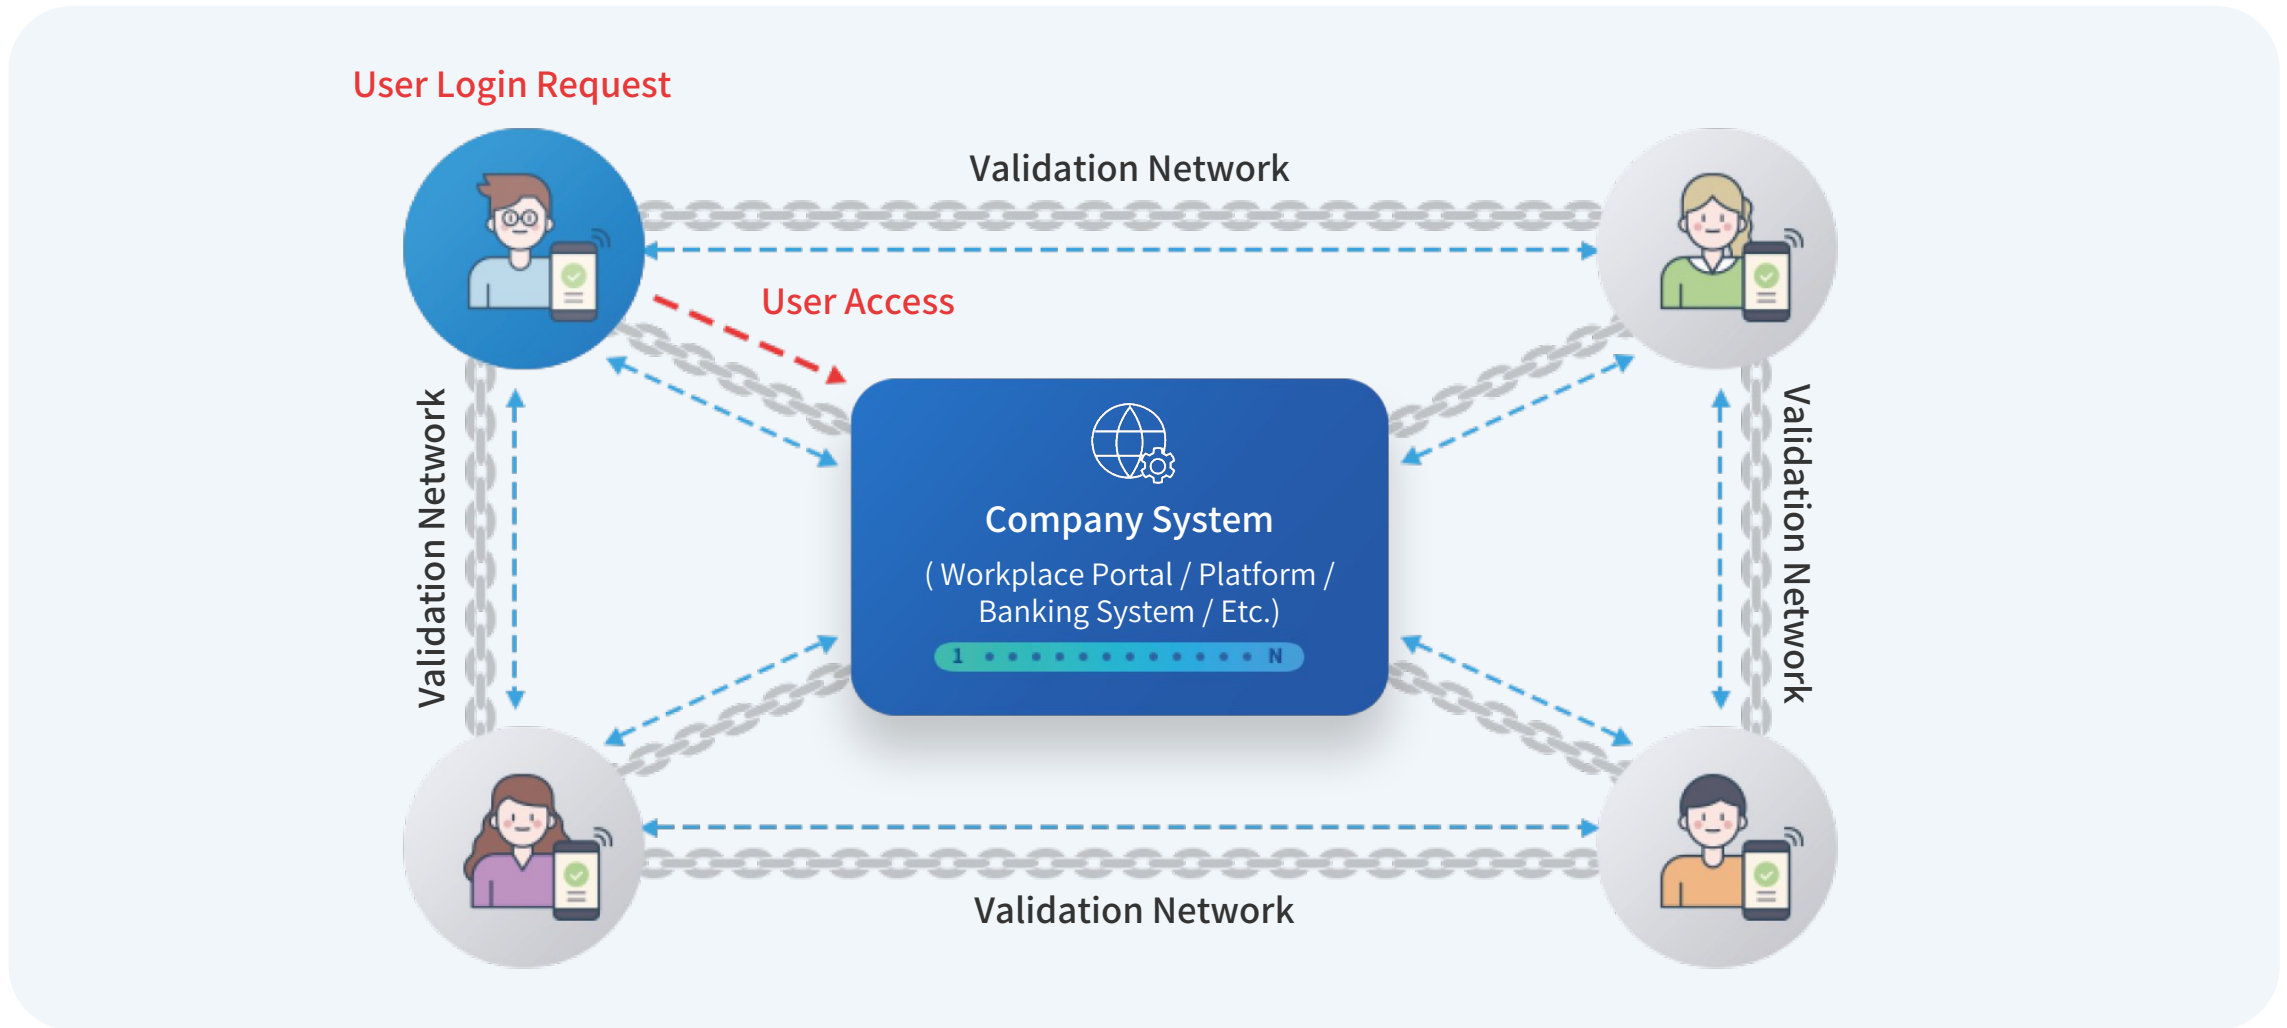 User Login Request
Validation Network
User Access
Validation Network
Validation Network
Company System
( Workplace Portal / Platform /
Banking System / Etc.)
1 • • • • • • • • • • • • N
Validation Network